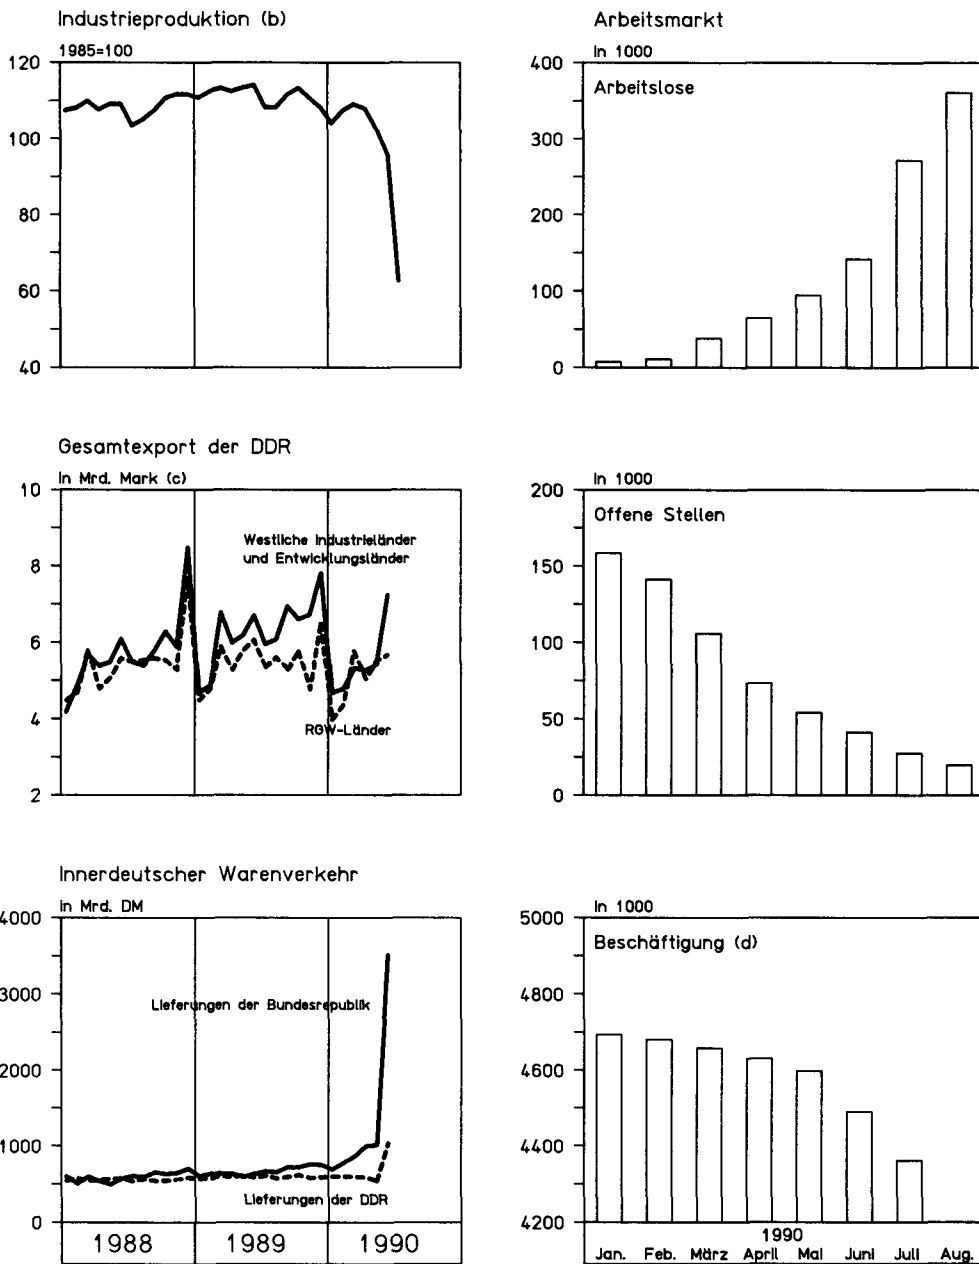 Industrieproduktion (b)
1985=100
120
100
80
60
40
Arbeitsmarkt
In 1000
Arbeitslose
400
300
200
100
0
Gesamtexport der DDR
In Mrd. Mark (c)
10
8
6
4
2
Westliche Industrieländer
und Entwicklungsländer
RGW-Länder
In 1000
Offene Stellen
200
150
100
50
0
Innerdeutscher Warenverkehr
In Mrd. DM
4000
3000
2000
1000
0
Lieferungen der Bundesrepublik
Lieferungen der DDR
1988 1989 1990
In 1000
Beschäftigung (d)
5000
4800
4600
4400
4200
1990
Jan. Feb. März April Mai Juni Juli Aug.